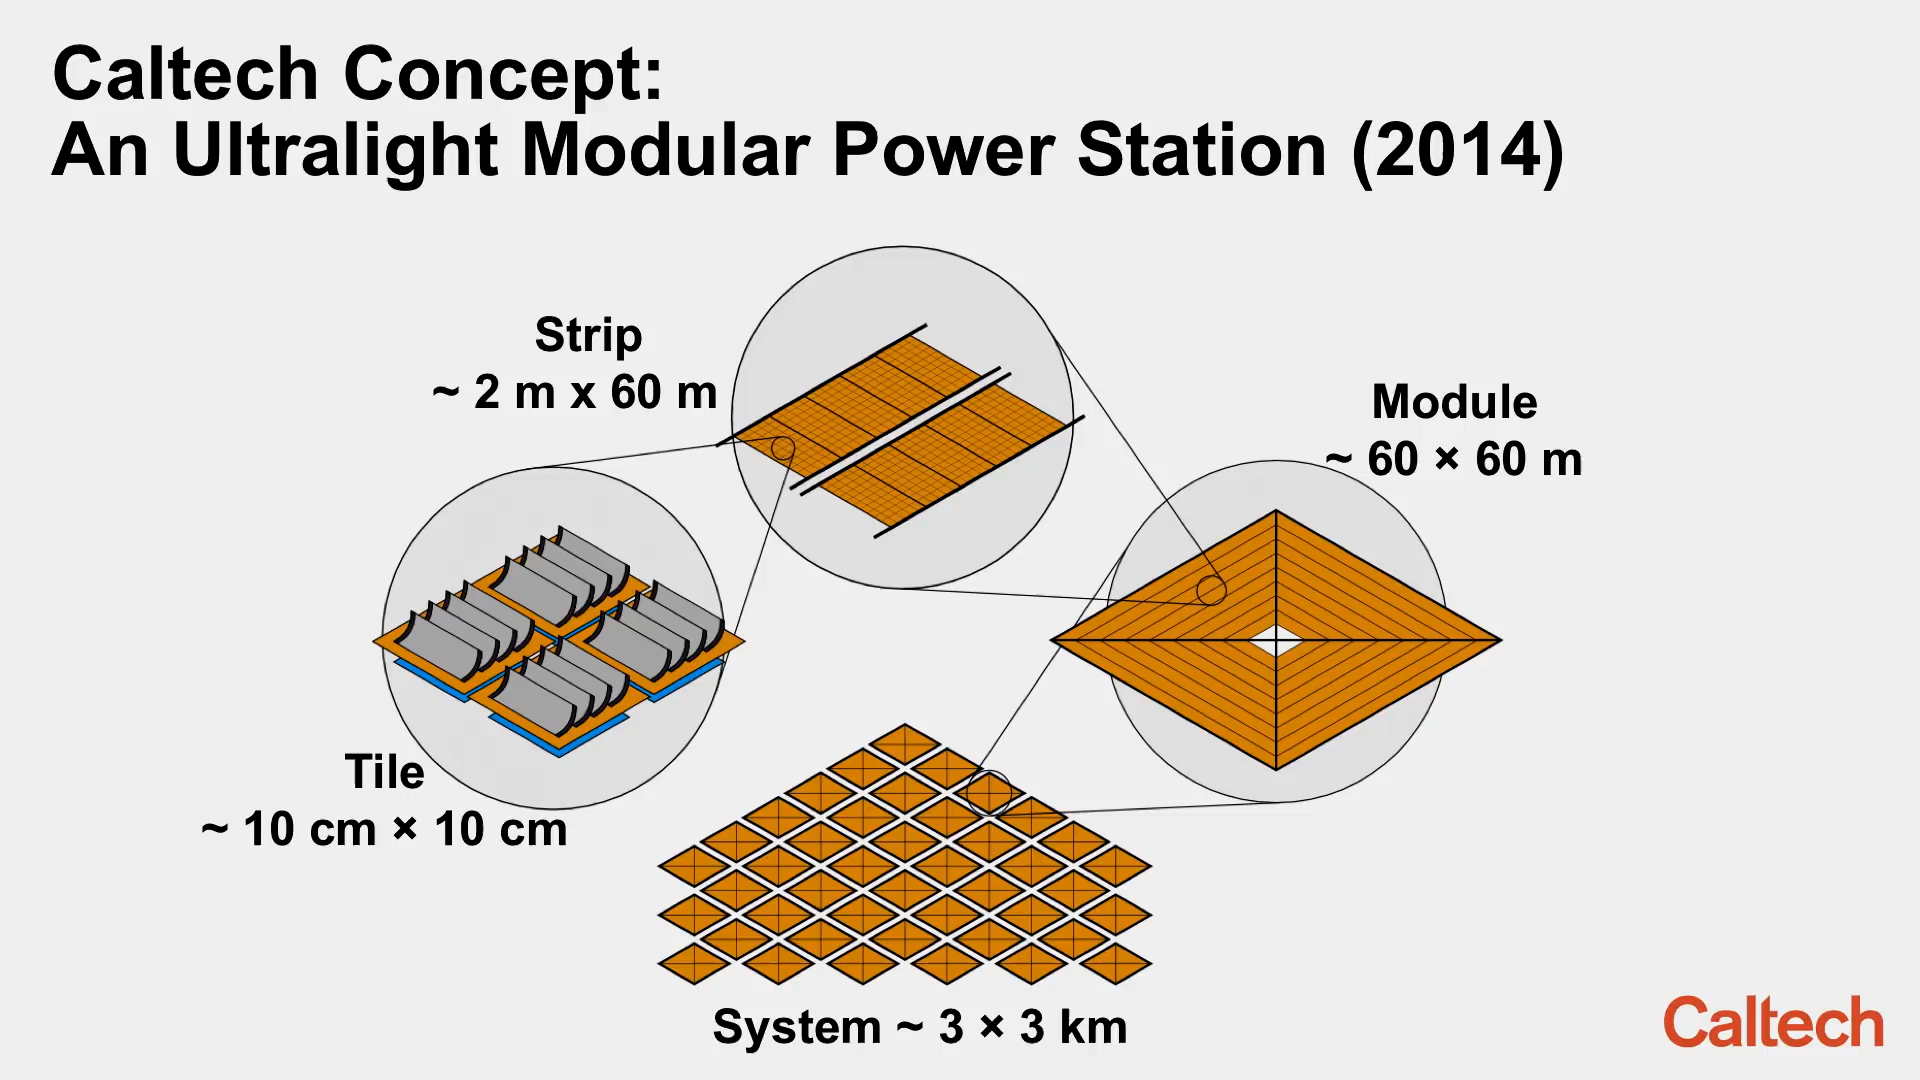 Caltech Concept:
An Ultralight Modular Power Station (2014)
Strip
~ 2 m x 60 m
Module
~ 60 × 60 m
Tile
~ 10 cm × 10 cm
System ~ 3 × 3 km
Caltech